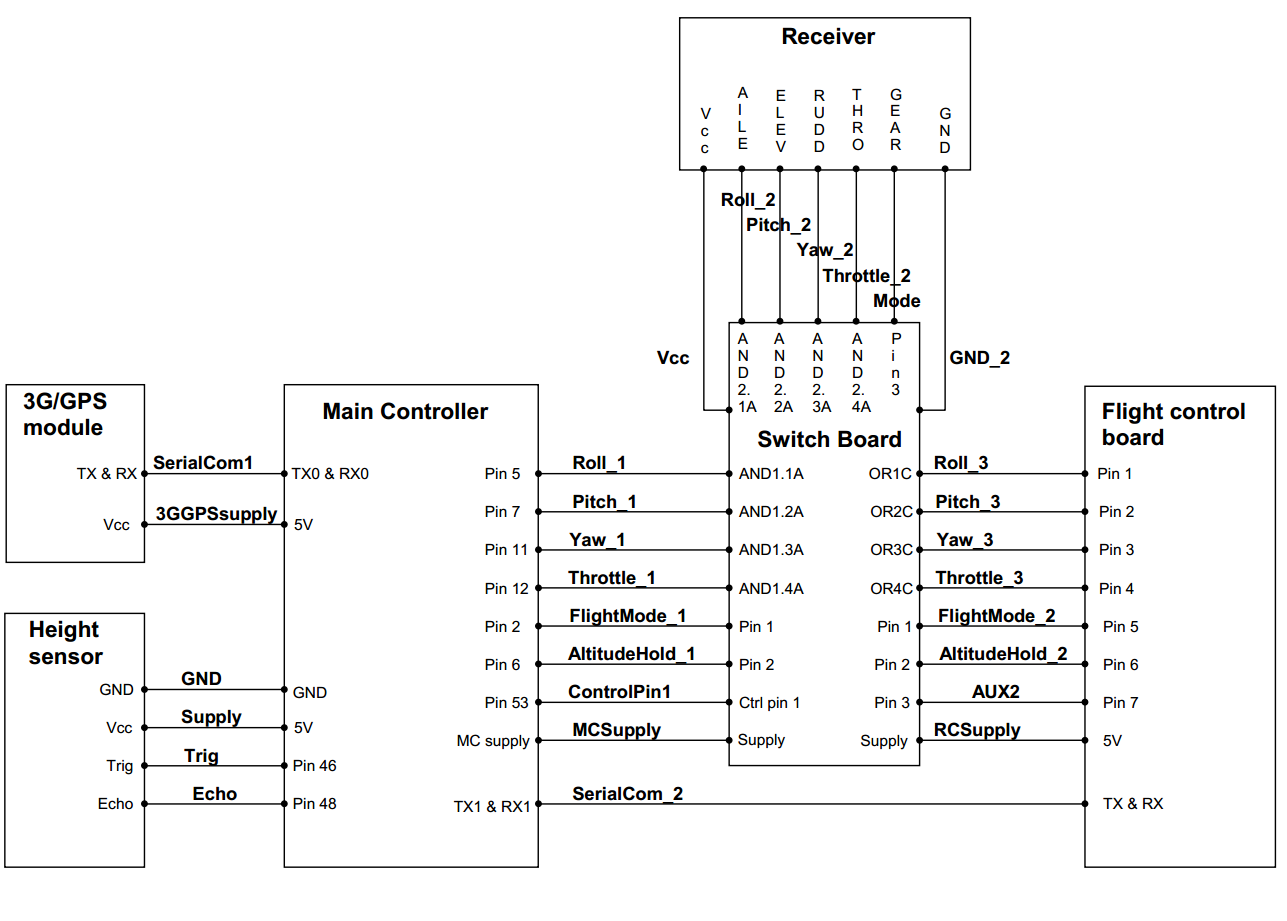 Receiver
Vcc
AILE
ELEV
RUDD
THRO
GEAR
GND
Roll_2
Pitch_2
Yaw_2
Throttle_2
Mode
Vcc
GND_2
AND2.1A
AND2.2A
AND2.3A
AND2.4A
Pin3
3G/GPS
module
TX & RX
Vcc
SerialCom1
3GGPSsupply
Height
sensor
GND
Vcc
Trig
Echo
GND
Supply
Trig
Echo
Main Controller
TX0 & RX0
5V
GND
5V
Pin 46
Pin 48
Pin 5
Pin 7
Pin 11
Pin 12
Pin 2
Pin 6
Pin 53
MC supply
TX1 & RX1
Roll_1
Pitch_1
Yaw_1
Throttle_1
FlightMode_1
AltitudeHold_1
ControlPin1
MCSupply
SerialCom_2
Switch Board
AND1.1A
AND1.2A
AND1.3A
AND1.4A
Pin 1
Pin 2
Ctrl pin 1
Supply
OR1C
OR2C
OR3C
OR4C
Pin 1
Pin 2
Pin 3
Supply
Roll_3
Pitch_3
Yaw_3
Throttle_3
FlightMode_2
AltitudeHold_2
AUX2
RCSupply
Flight control
board
Pin 1
Pin 2
Pin 3
Pin 4
Pin 5
Pin 6
Pin 7
5V
TX & RX